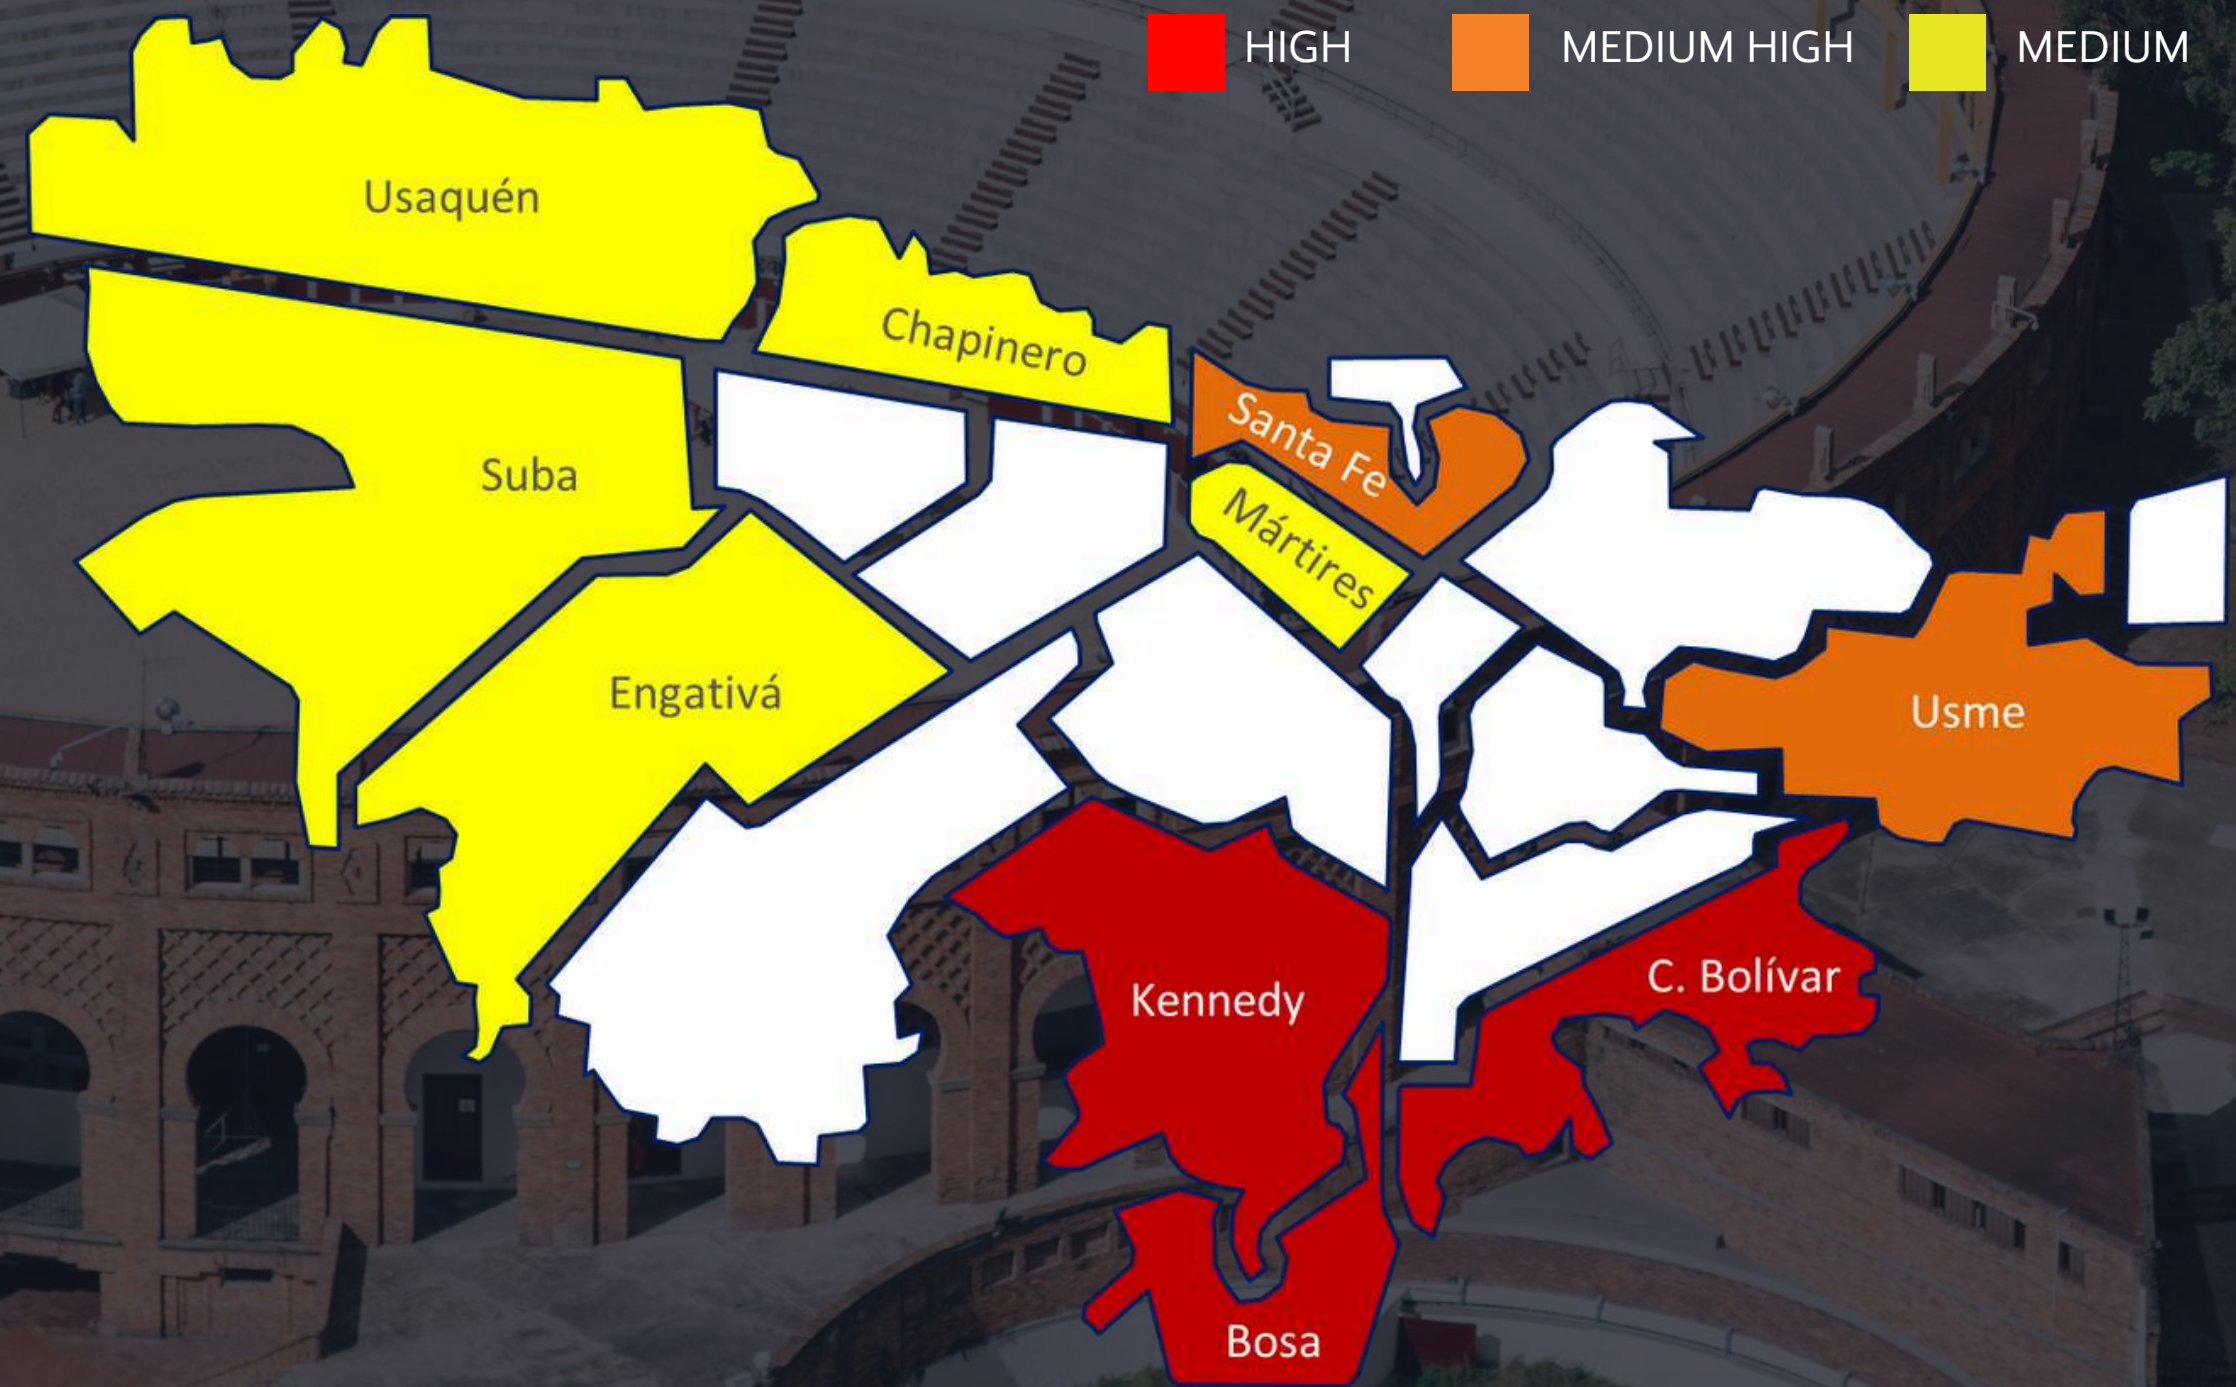 HIGH
MEDIUM HIGH
MEDIUM
Usaquén
Chapinero
Santa Fe
Suba
Mártires
Engativá
Usme
C. Bolívar
Kennedy
Bosa